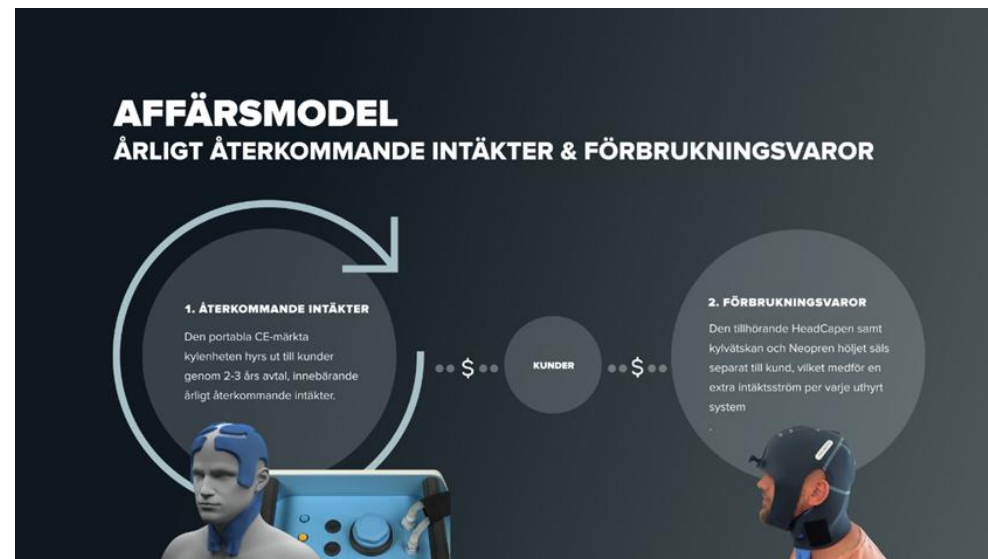 AFFÄRSMODEL
ÅRLIGT ÅTERKOMMANDE INTÄKTER & FÖRBRUKNINGSVAROR
1. ÅTERKOMMANDE INTÄKTER
Den portabla CE-märkta
kylenheten hyrs ut till kunder
genom 2-3 års avtal, innebärande
årligt återkommande intäkter.
$
KUNDER
$
2. FÖRBRUKNINGSVAROR
Den tillhörande HeadCapen samt
kylvätskan och Neopren höljet säls
separat till kund, vilket medför en
extra intäktsström per varje uthyrt
system
.